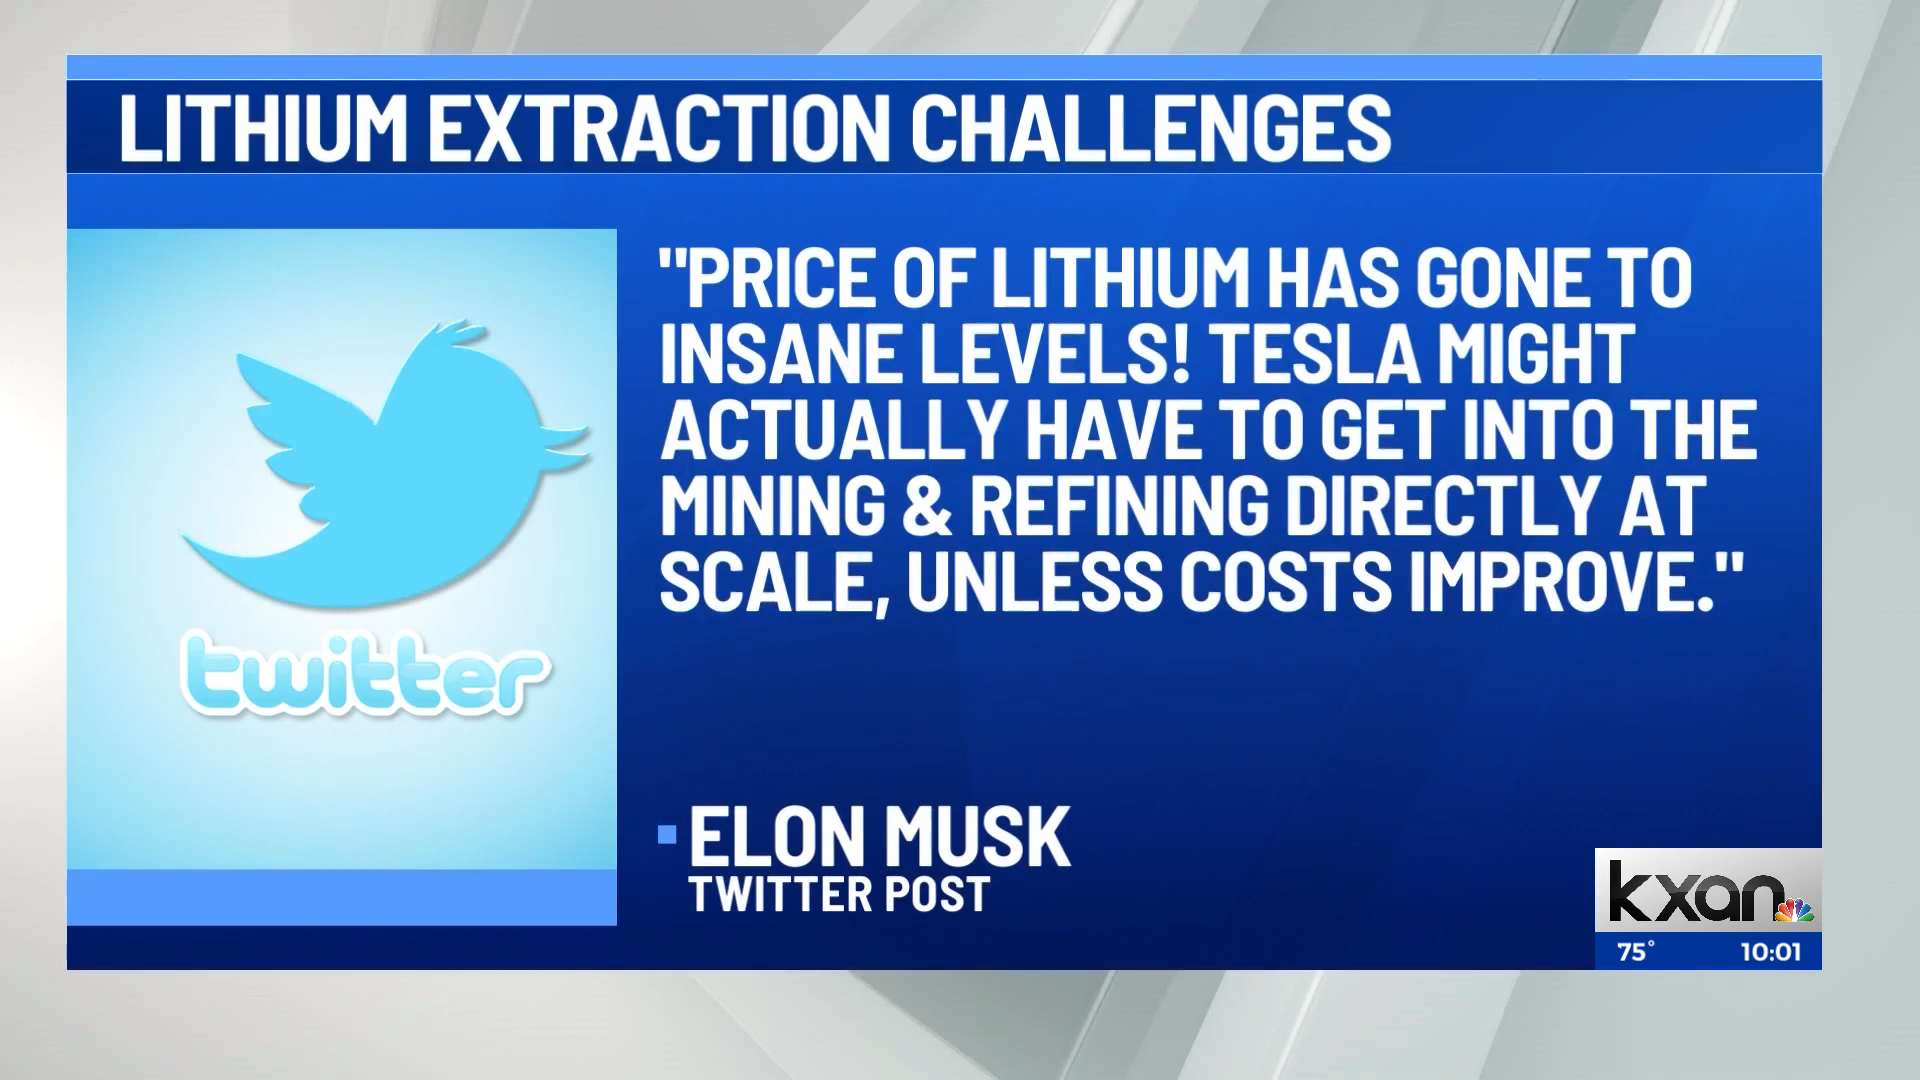 LITHIUM EXTRACTION CHALLENGES
twitter
"PRICE OF LITHIUM HAS GONE TO
INSANE LEVELS! TESLA MIGHT
ACTUALLY HAVE TO GET INTO THE
MINING & REFINING DIRECTLY AT
SCALE, UNLESS COSTS IMPROVE."
ELON MUSK
TWITTER POST
kxan
75° 10:01